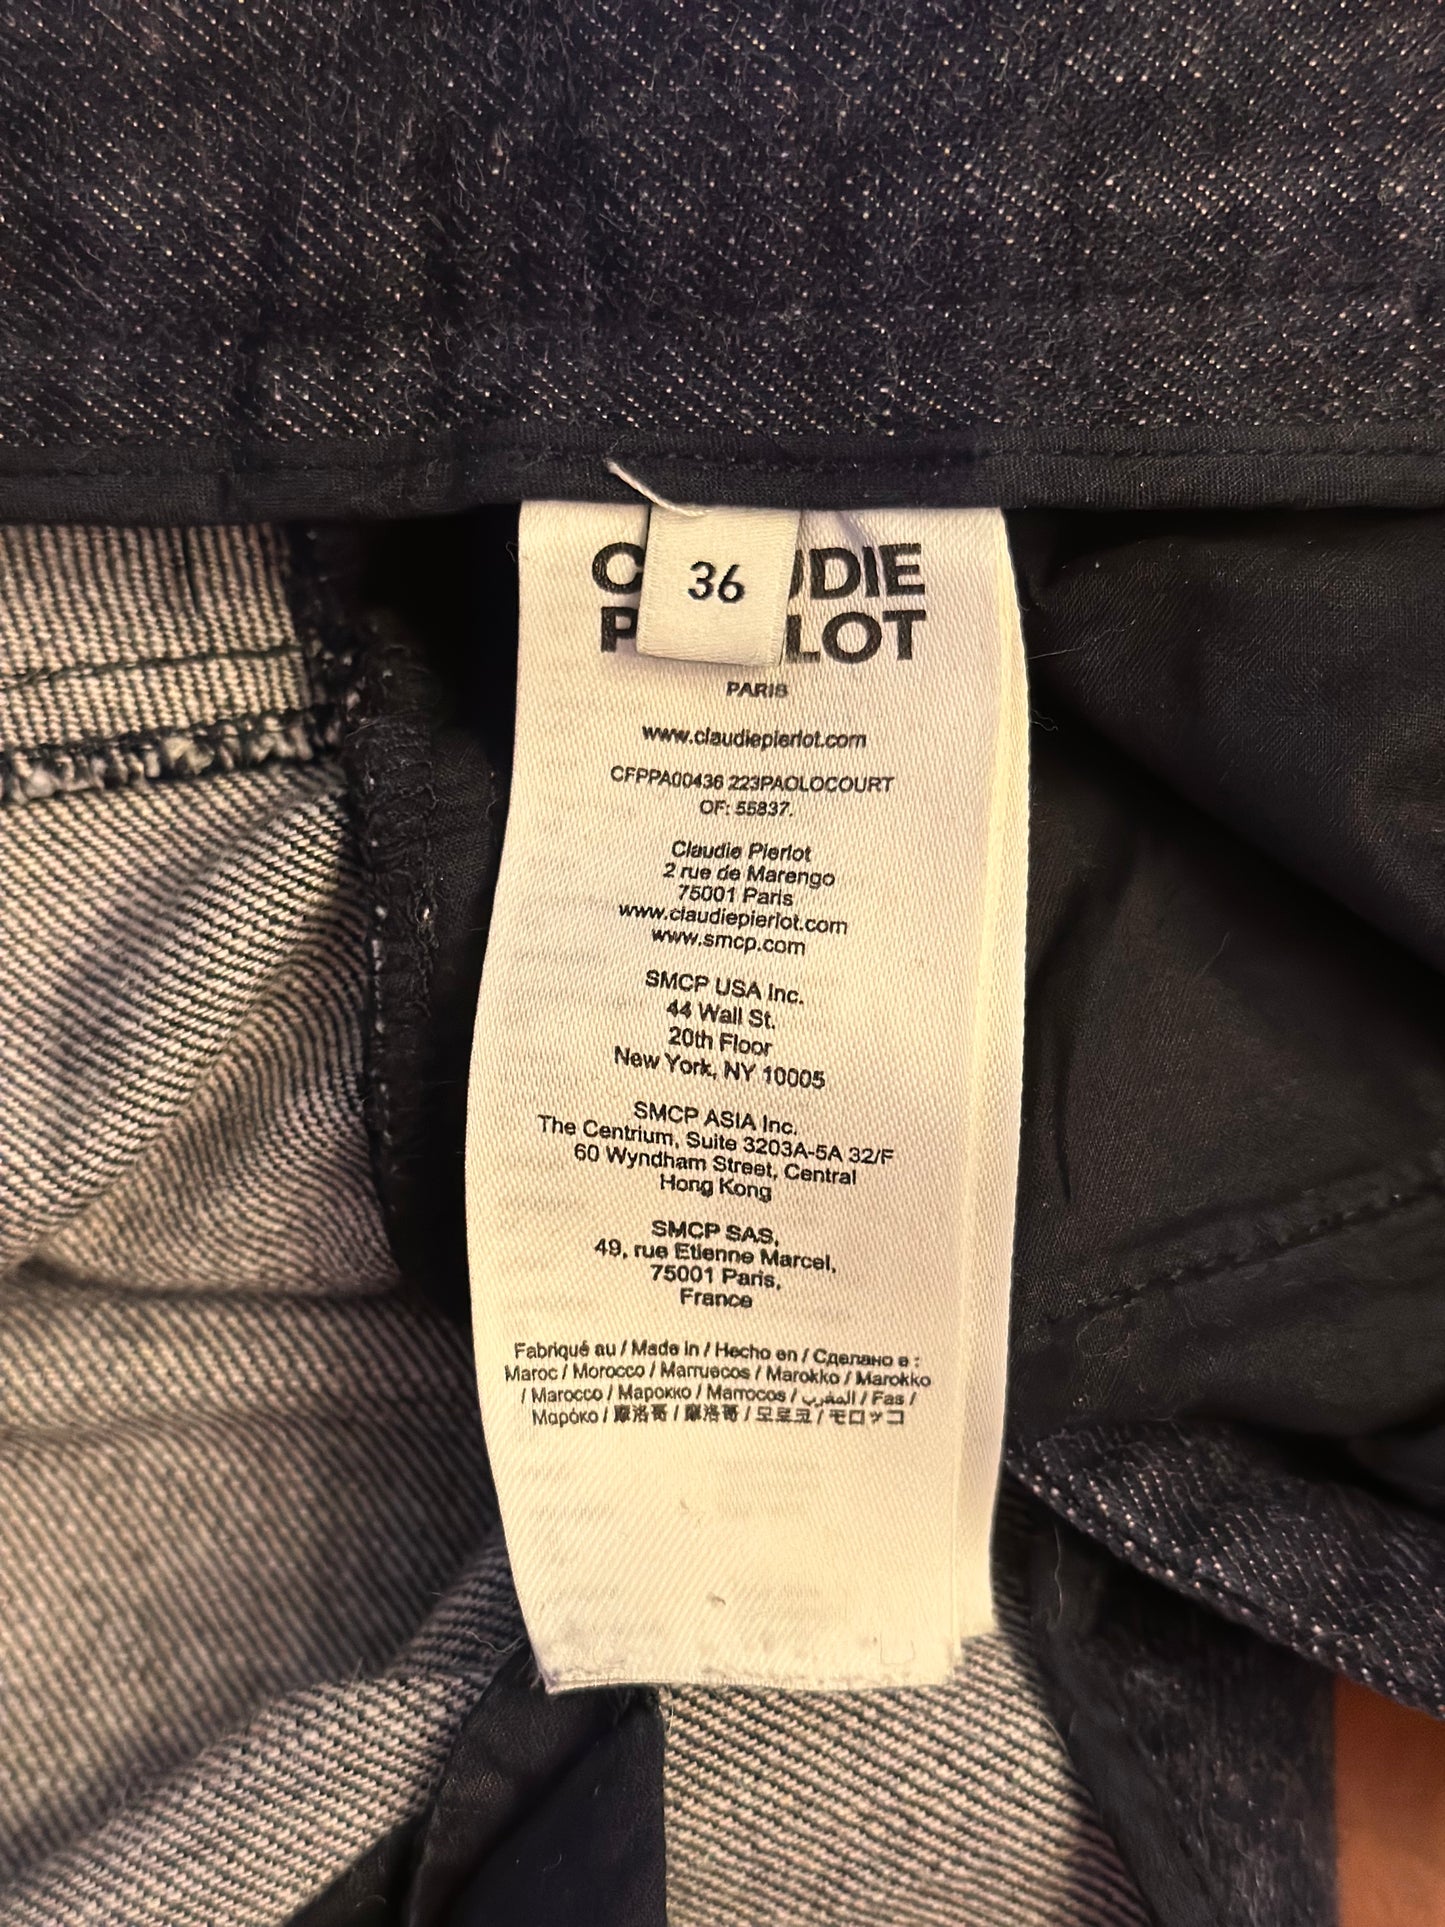 36
C UDIE
P LOT
PARIS
www.claudiepierlot.com
CFPPA00436 223PAOLOCOURT
OF: 55837.
Claudie Pierlot
2 rue de Marengo
75001 Paris
www.claudiepierlot.com
www.smcp.com
SMCP USA Inc.
44 Wall St.
20th Floor
New York, NY 10005
SMCP ASIA Inc.
The Centrium, Suite 3203A-5A 32/F
60 Wyndham Street, Central
Hong Kong
SMCP SAS,
49, rue Etienne Marcel,
75001 Paris,
France
Fabriqué au / Made in / Hecho en / Сделано в :
Maroc / Morocco / Marruecos / Marokko / Marokko
/ Marocco / Марокко / Marrocos / المغرب / Fas /
Μαρόκο / 摩洛哥 / 摩洛哥 / 모로코 / モロッコ